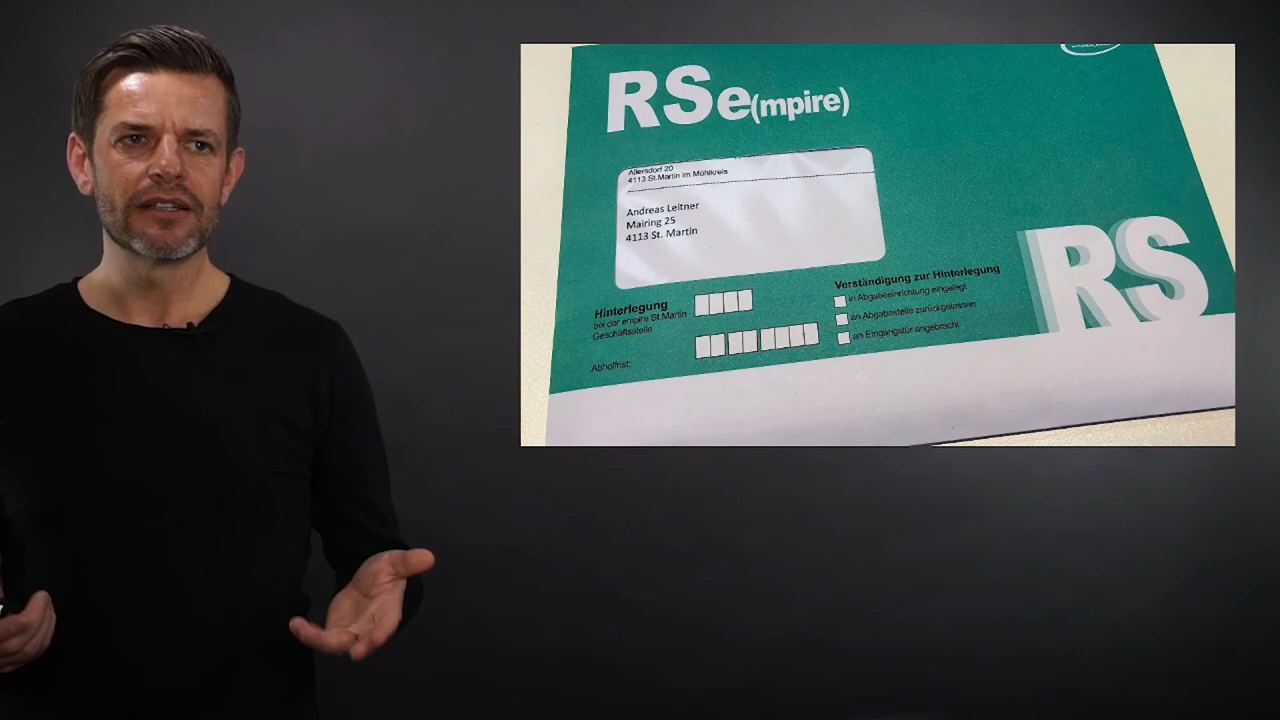 RSe(mpire)
Allersdorf 20
4113 St.Martin im Mühlkreis
Andreas Leitner
Mairing 25
4113 St. Martin
Hinterlegung
bei der empire St.Martin
Geschäftsstelle
Abholfrist:
Verständigung zur Hinterlegung
in Abgabeeinrichtung eingelegt
an Abgabestelle zurückgelassen
an Eingangstür angebracht
RS